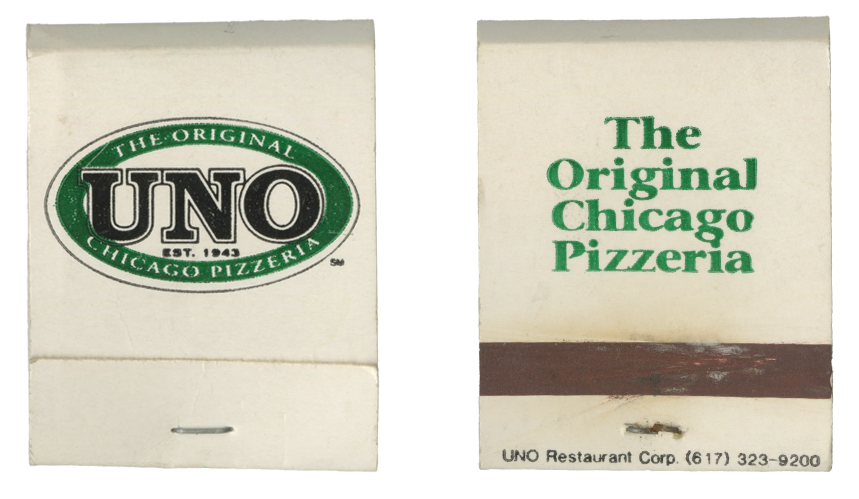 THE ORIGINAL
UNO
EST. 1943
CHICAGO PIZZERIA
SM
The
Original
Chicago
Pizzeria
UNO Restaurant Corp. (617) 323-9200